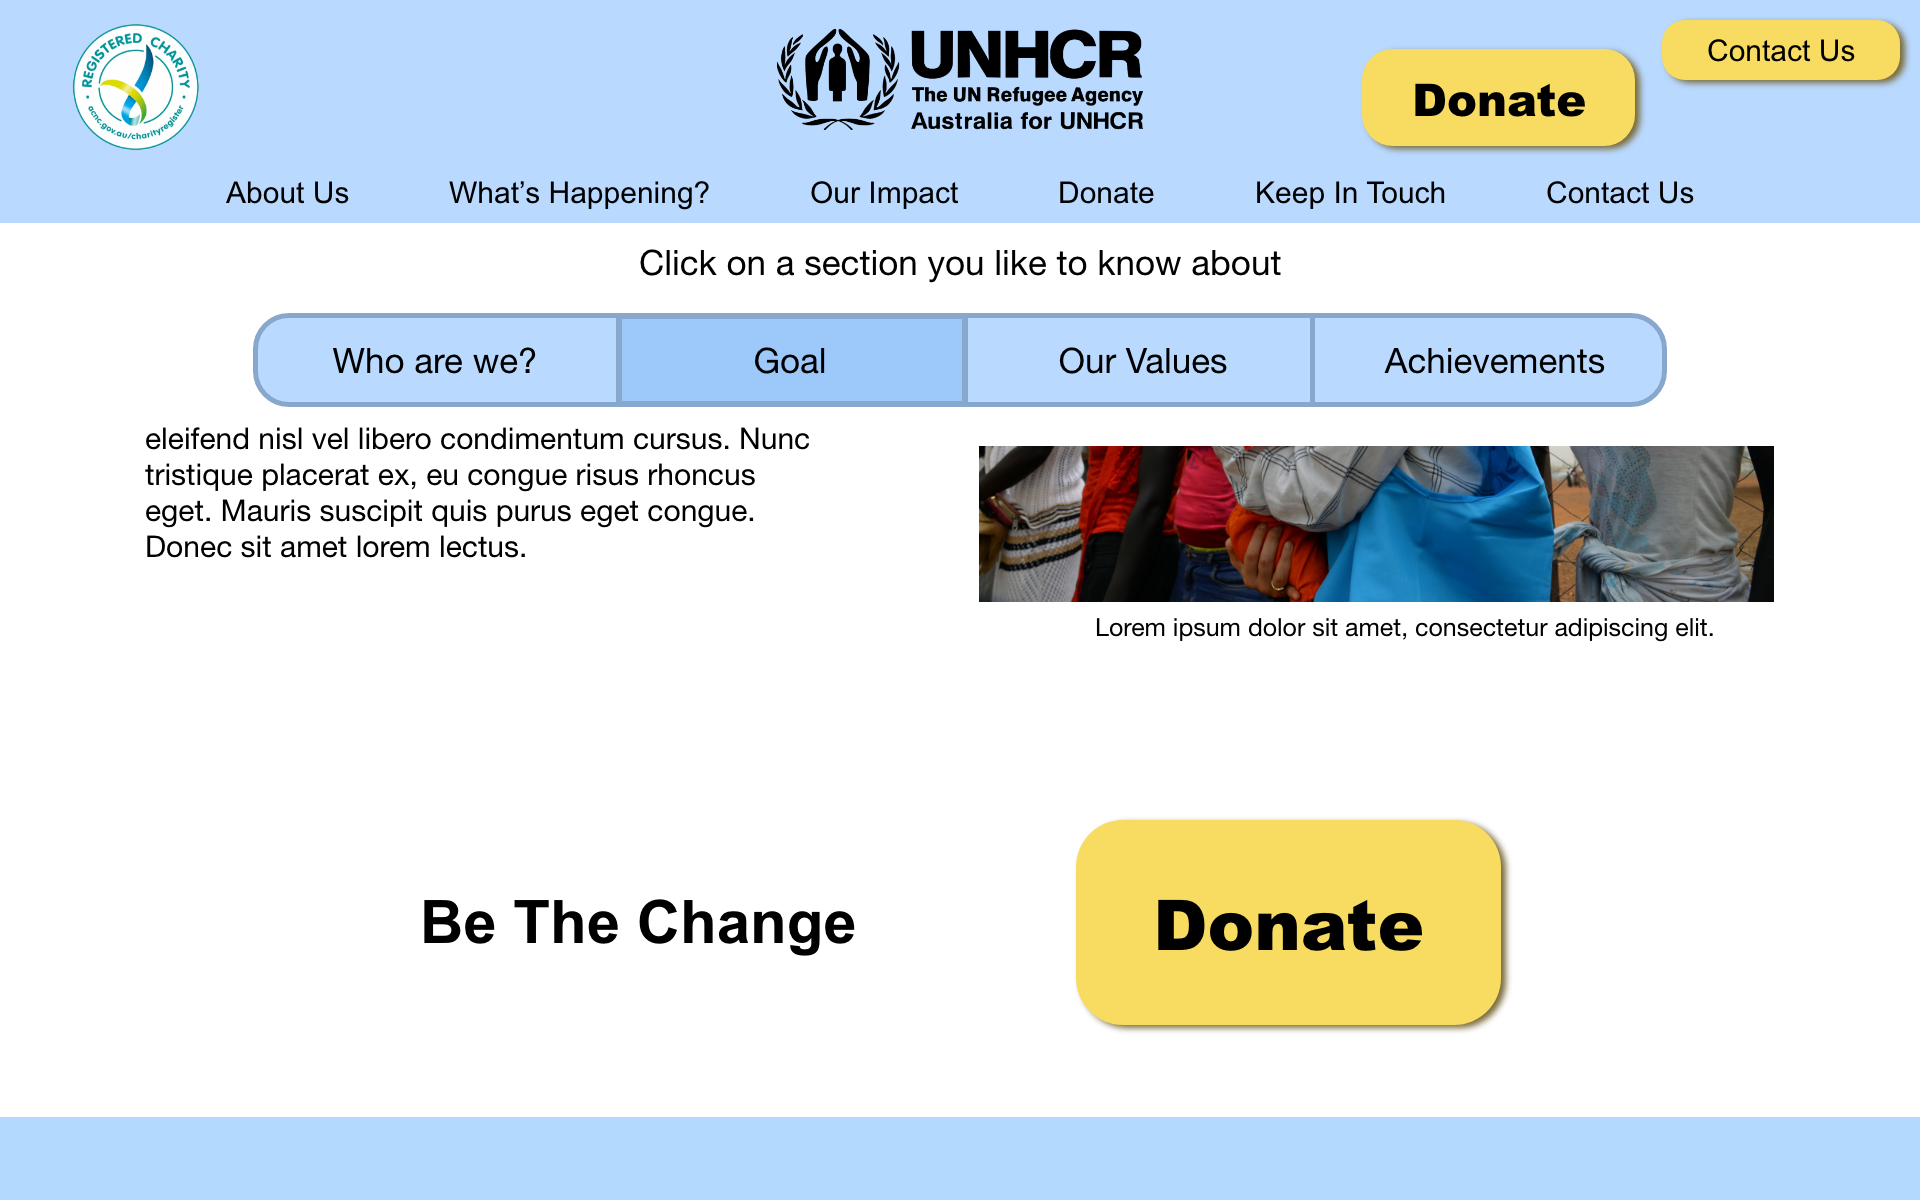 REGISTERED CHARITY
acnc.gov.au/charityregister
UNHCR
The UN Refugee Agency
Australia for UNHCR
Donate
Contact Us
About Us
What’s Happening?
Our Impact
Donate
Keep In Touch
Contact Us
Click on a section you like to know about
Who are we?
Goal
Our Values
Achievements
eleifend nisl vel libero condimentum cursus. Nunc
tristique placerat ex, eu congue risus rhoncus
eget. Mauris suscipit quis purus eget congue.
Donec sit amet lorem lectus.
Lorem ipsum dolor sit amet, consectetur adipiscing elit.
Be The Change
Donate